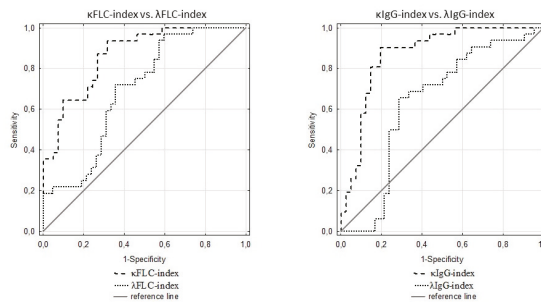 κFLC-index vs. λFLC-index
1,0
0,8
0,6
0,4
0,2
0,0
Sensitivity
0,0 0,2 0,4 0,6 0,8 1,0
1-Specificity
κFLC-index
λFLC-index
reference line
κIgG-index vs. λIgG-index
1,0
0,8
0,6
0,4
0,2
0,0
Sensitivity
0,0 0,2 0,4 0,6 0,8 1,0
1-Specificity
κIgG-index
λIgG-index
reference line